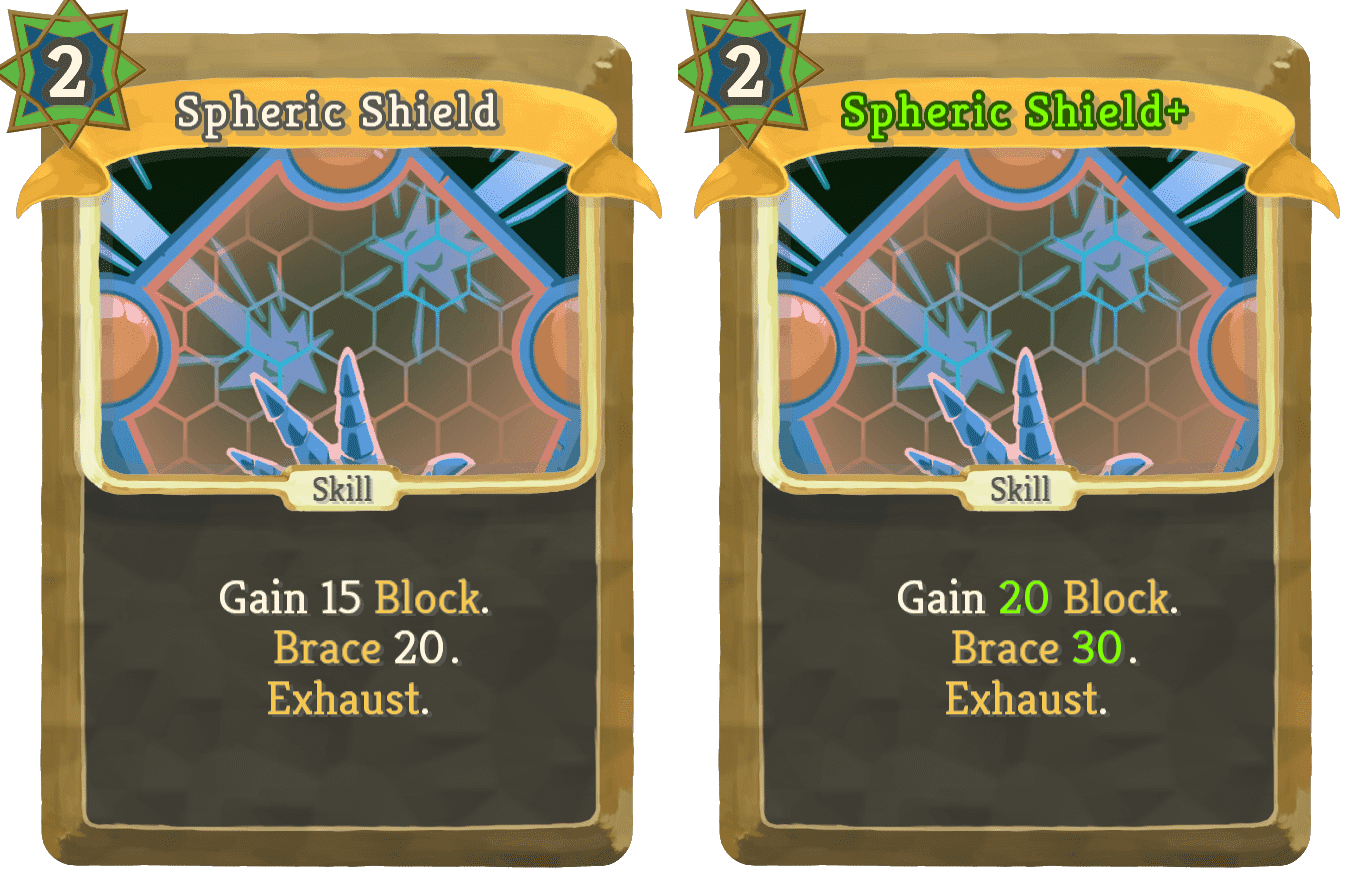 2
Spheric Shield
Skill
Gain 15 Block.
Brace 20.
Exhaust.
2
Spheric Shield+
Skill
Gain 20 Block.
Brace 30.
Exhaust.